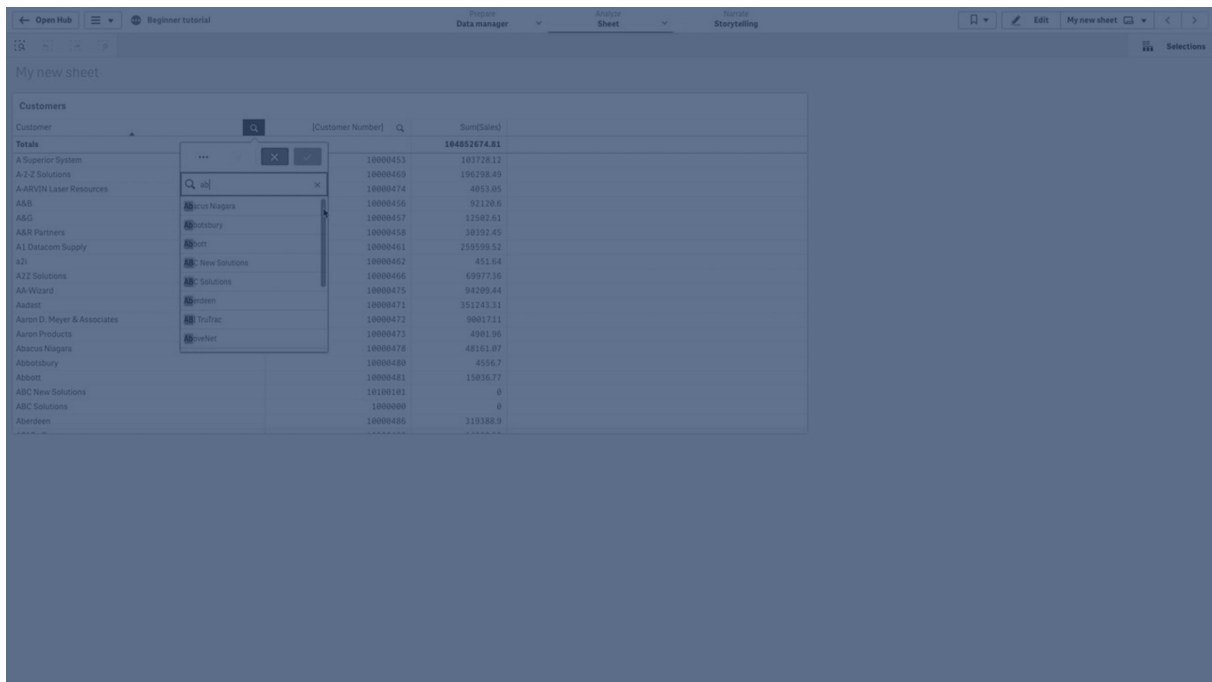 Open Hub
Beginner tutorial
Prepare
Data manager
Analyze
Sheet
Narrate
Storytelling
Edit
My new sheet
Selections
My new sheet
Customers
Customer [Customer Number] Sum(Sales)
Totals 104852674.81
A Superior System 10000453 103728.12
A-2-Z Solutions 10000469 196298.49
A-ARVIN Laser Resources 10000474 4053.05
A&B 10000456 92120.6
A&G 10000457 12502.61
A&R Partners 10000458 30392.45
A1 Datacom Supply 10000461 259599.52
a2i 10000462 451.64
A2Z Solutions 10000466 69977.36
AA-Wizard 10000475 94209.44
Aadast 10000471 351243.31
Aaron D. Meyer & Associates 10000472 90017.11
Aaron Products 10000473 4901.96
Abacus Niagara 10000478 48161.07
Abbotsbury 10000480 4556.7
Abbott 10000481 15036.77
ABC New Solutions 10100101 0
ABC Solutions 1000000 0
Aberdeen 10000486 319388.9
ab
Abacus Niagara
Abbotsbury
Abbott
ABC New Solutions
ABC Solutions
Aberdeen
ABI TruTrac
AboveNet